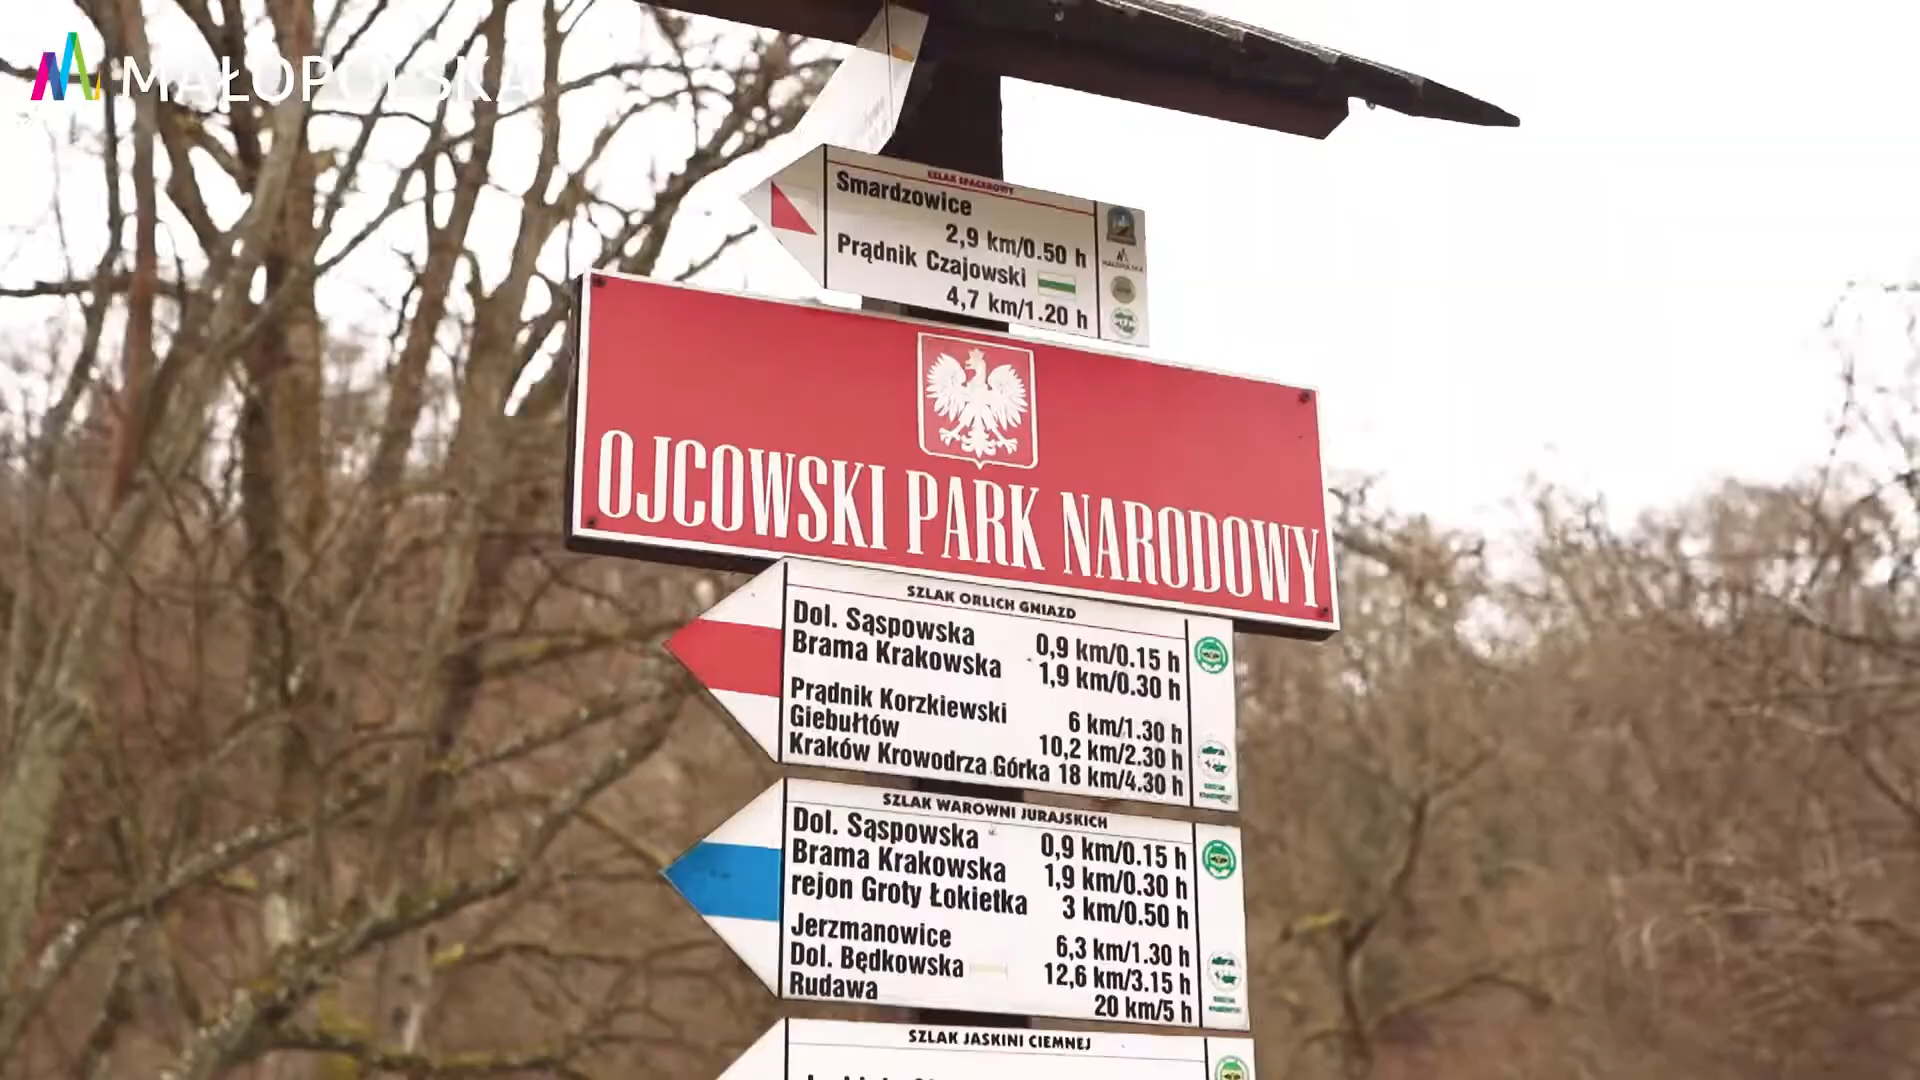 MAŁOPOLSKA
SZLAK SPACEROWY
Smardzowice
2,9 km/0.50 h
Prądnik Czajowski
4,7 km/1.20 h
OJCOWSKI PARK NARODOWY
SZLAK ORLICH GNIAZD
Dol. Sąspowska 0,9 km/0.15 h
Brama Krakowska 1,9 km/0.30 h
Prądnik Korzkiewski 6 km/1.30 h
Giebułtów 10,2 km/2.30 h
Kraków Krowodrza Górka 18 km/4.30 h
SZLAK WAROWNI JURAJSKICH
Dol. Sąspowska 0,9 km/0.15 h
Brama Krakowska 1,9 km/0.30 h
rejon Groty Łokietka 3 km/0.50 h
Jerzmanowice 6,3 km/1.30 h
Dol. Będkowska 12,6 km/3.15 h
Rudawa 20 km/5 h
SZLAK JASKINI CIEMNEJ